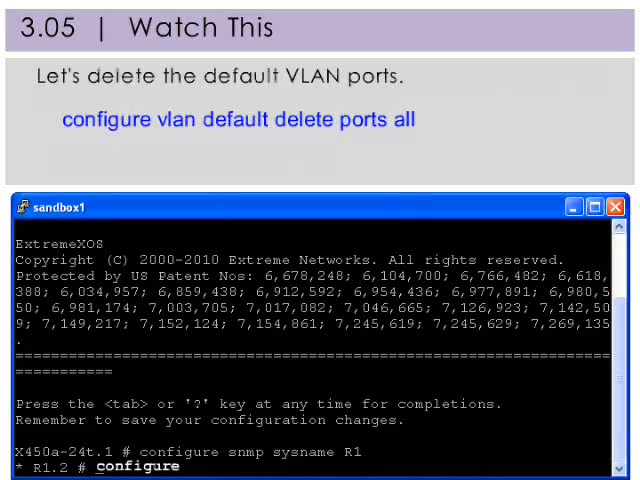 3.05 | Watch This
Let's delete the default VLAN ports.
configure vlan default delete ports all
sandbox1
ExtremeXOS
Copyright (C) 2000-2010 Extreme Networks. All rights reserved.
Protected by US Patent Nos: 6,678,248; 6,104,700; 6,766,482; 6,618,
388; 6,034,957; 6,859,438; 6,912,592; 6,954,436; 6,977,891; 6,980,5
50; 6,981,174; 7,003,705; 7,017,082; 7,046,665; 7,126,923; 7,142,50
9; 7,149,217; 7,152,124; 7,154,861; 7,245,619; 7,245,629; 7,269,135
.
==================================================================
===========
Press the <tab> or '?' key at any time for completions.
Remember to save your configuration changes.
X450a-24t.1 # configure snmp sysname R1
* R1.2 # configure